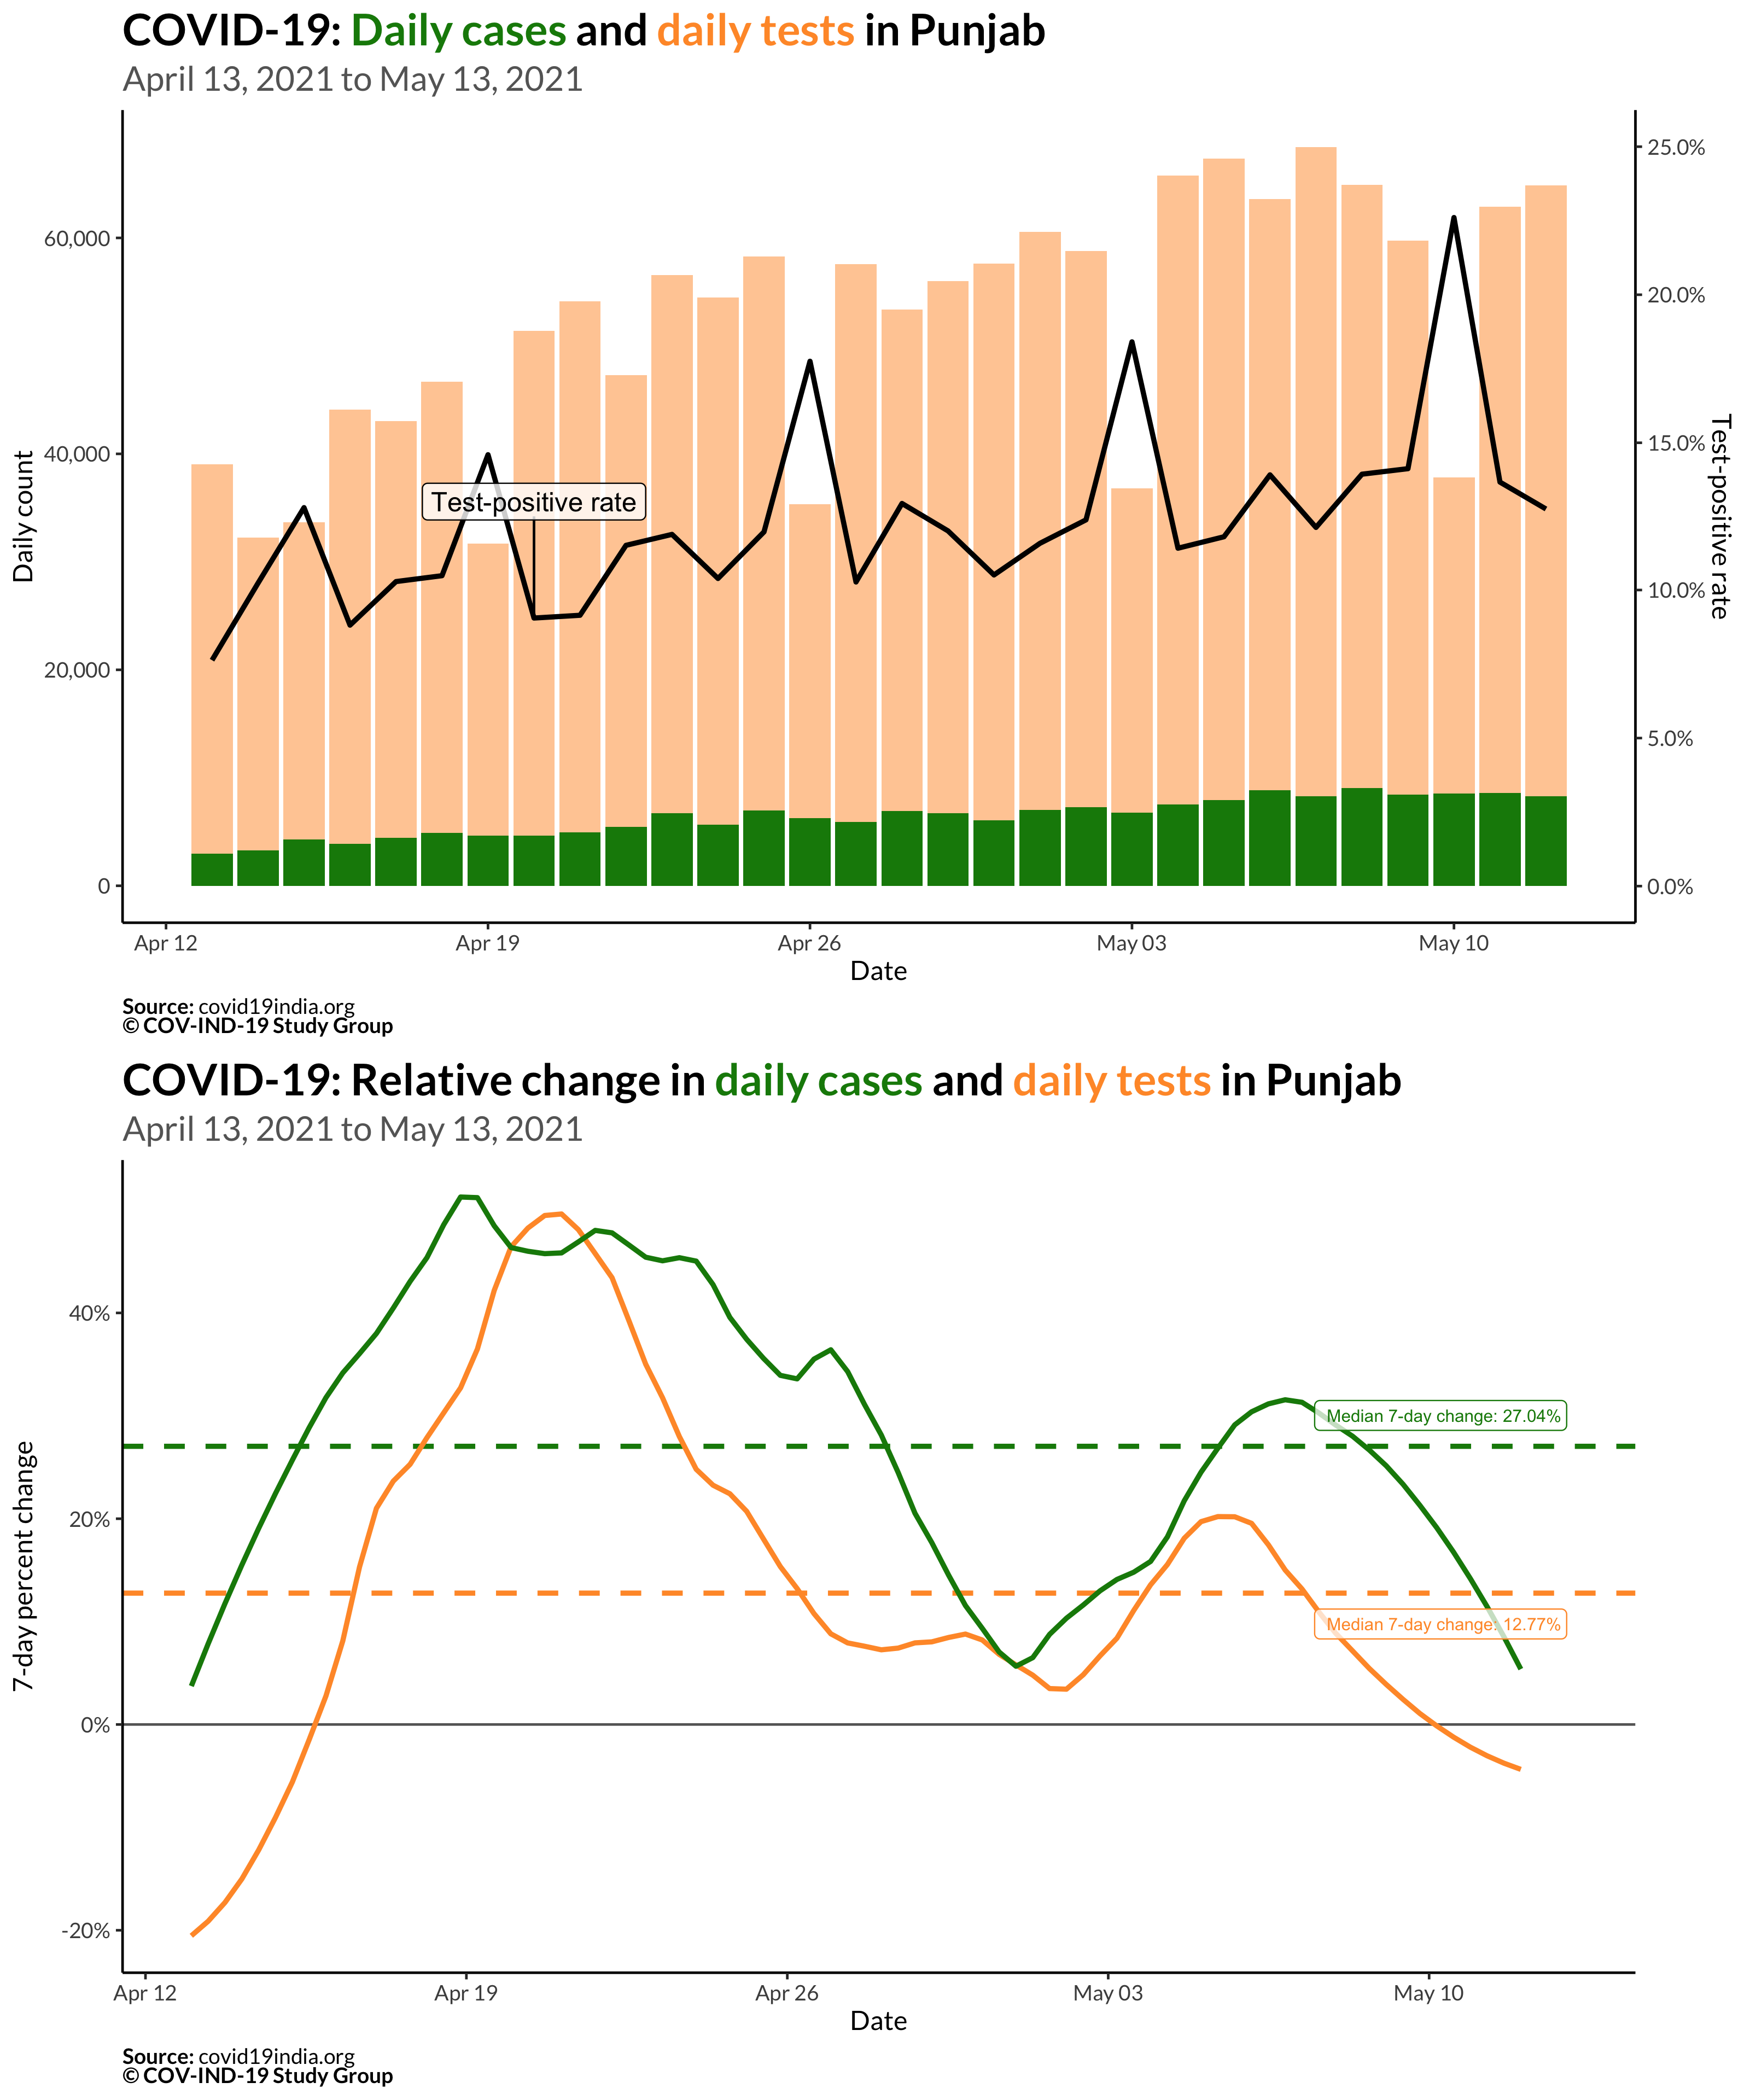 COVID-19: Daily cases and daily tests in Punjab
April 13, 2021 to May 13, 2021
Daily count
60,000
40,000
20,000
0
Test-positive rate
25.0%
20.0%
15.0%
10.0%
5.0%
0.0%
Test-positive rate
Apr 12
Apr 19
Apr 26
May 03
May 10
Date
Source: covid19india.org
© COV-IND-19 Study Group
COVID-19: Relative change in daily cases and daily tests in Punjab
April 13, 2021 to May 13, 2021
7-day percent change
40%
20%
0%
-20%
Median 7-day change: 27.04%
Median 7-day change: 12.77%
Apr 12
Apr 19
Apr 26
May 03
May 10
Date
Source: covid19india.org
© COV-IND-19 Study Group